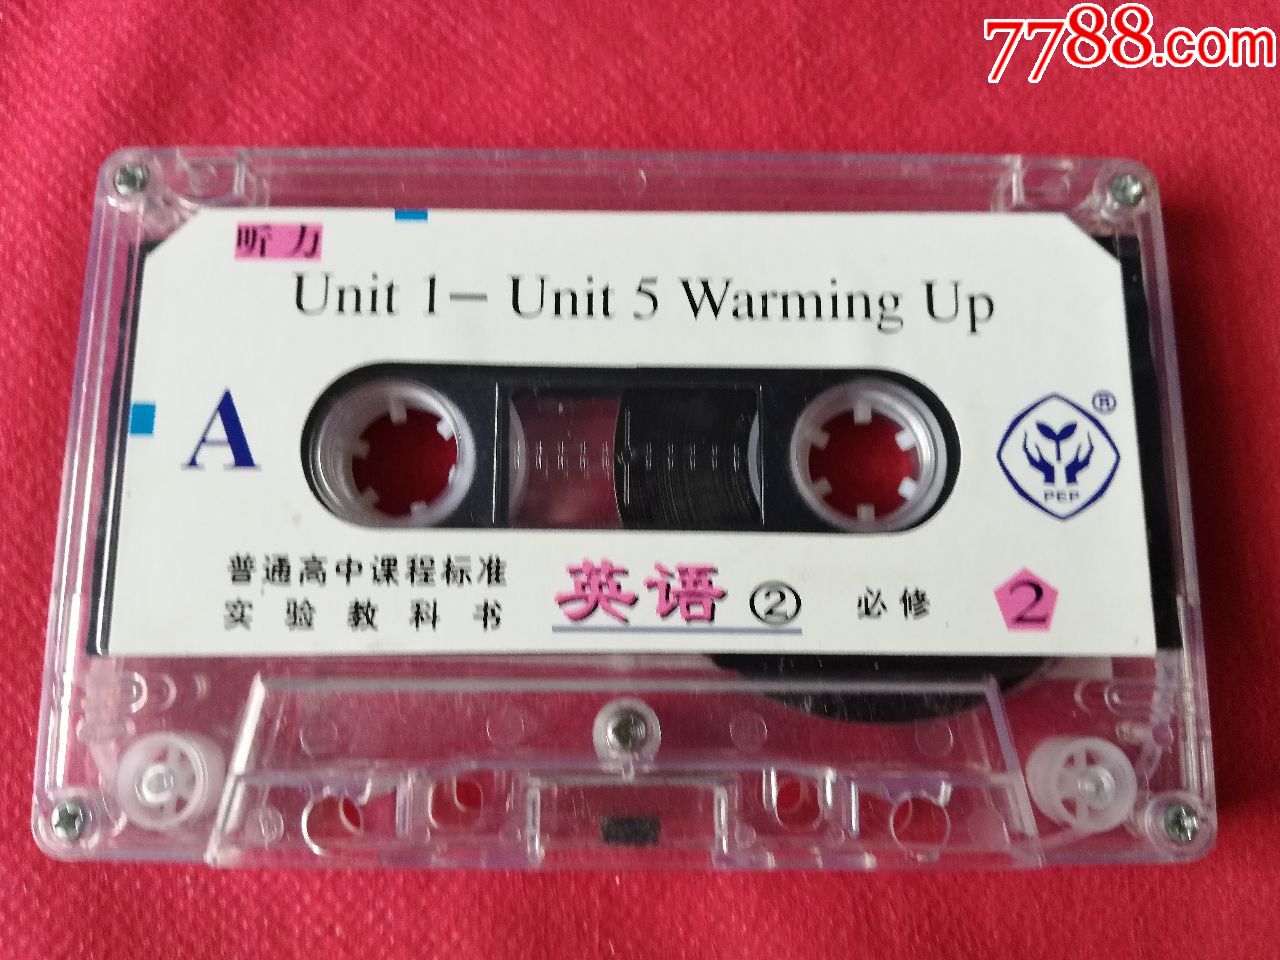 7788.com
听力
Unit 1— Unit 5 Warming Up
A
®
PEP
普通高中课程标准
实验教科书
英语 ② 必修
2